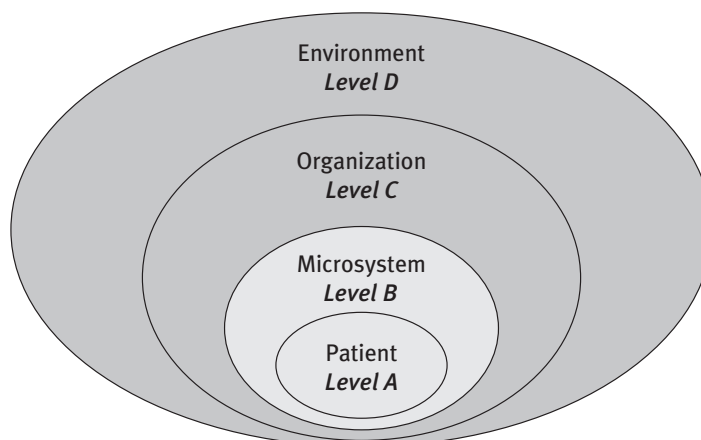 Environment
Level D
Organization
Level C
Microsystem
Level B
Patient
Level A